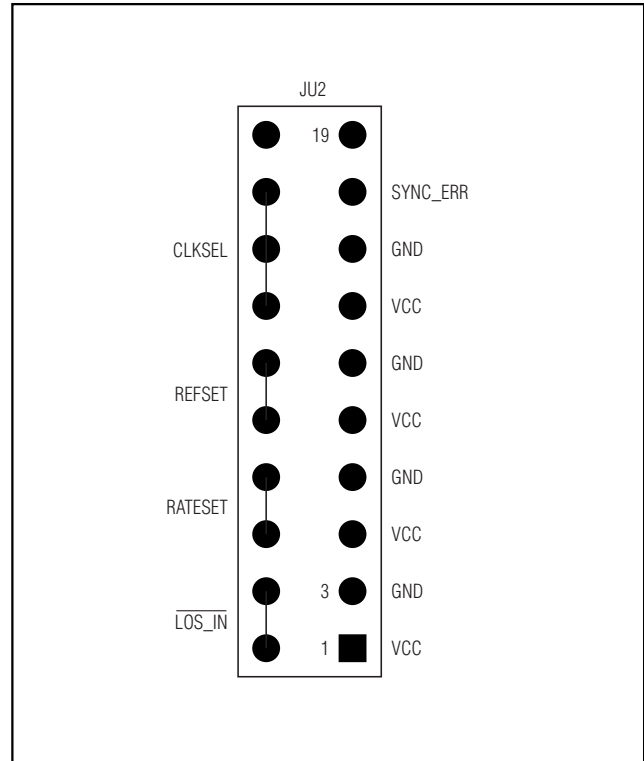 JU2
19
SYNC_ERR
CLKSEL
GND
VCC
REFSET
GND
VCC
RATESET
GND
VCC
LOS_IN
3
GND
1
VCC